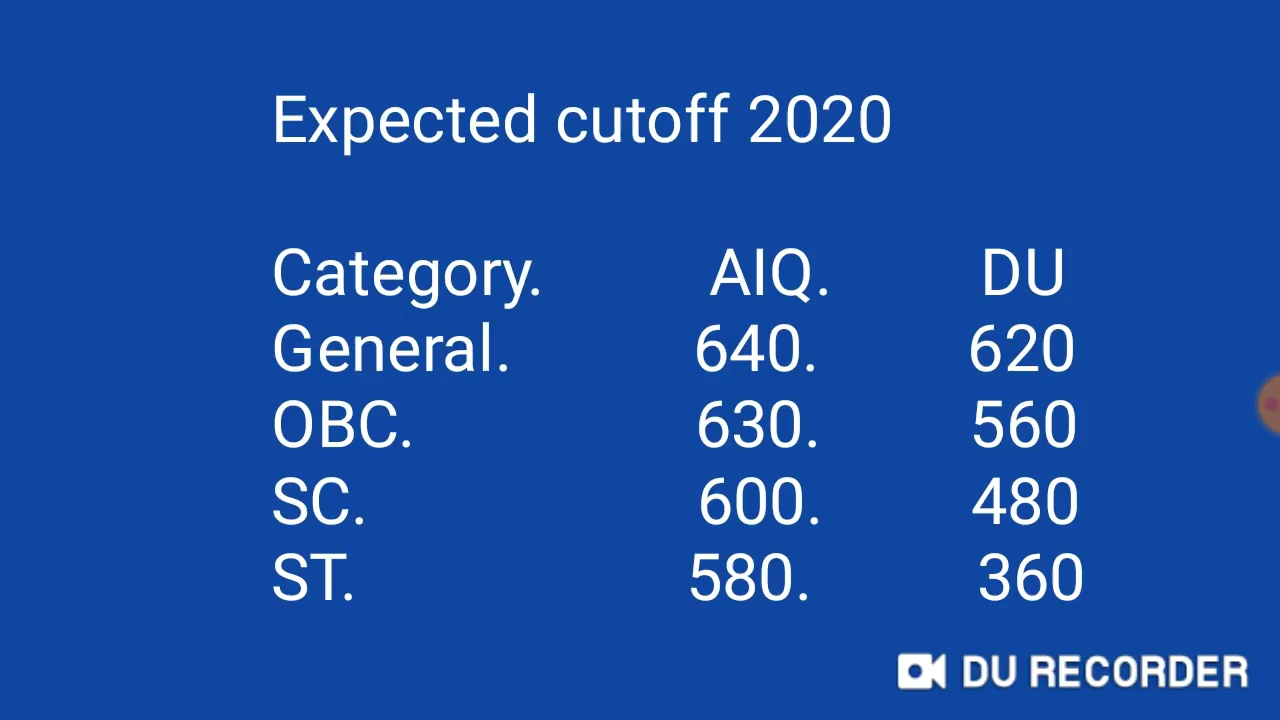 Expected cutoff 2020
Category. AIQ. DU
General. 640. 620
OBC. 630. 560
SC. 600. 480
ST. 580. 360
DU RECORDER